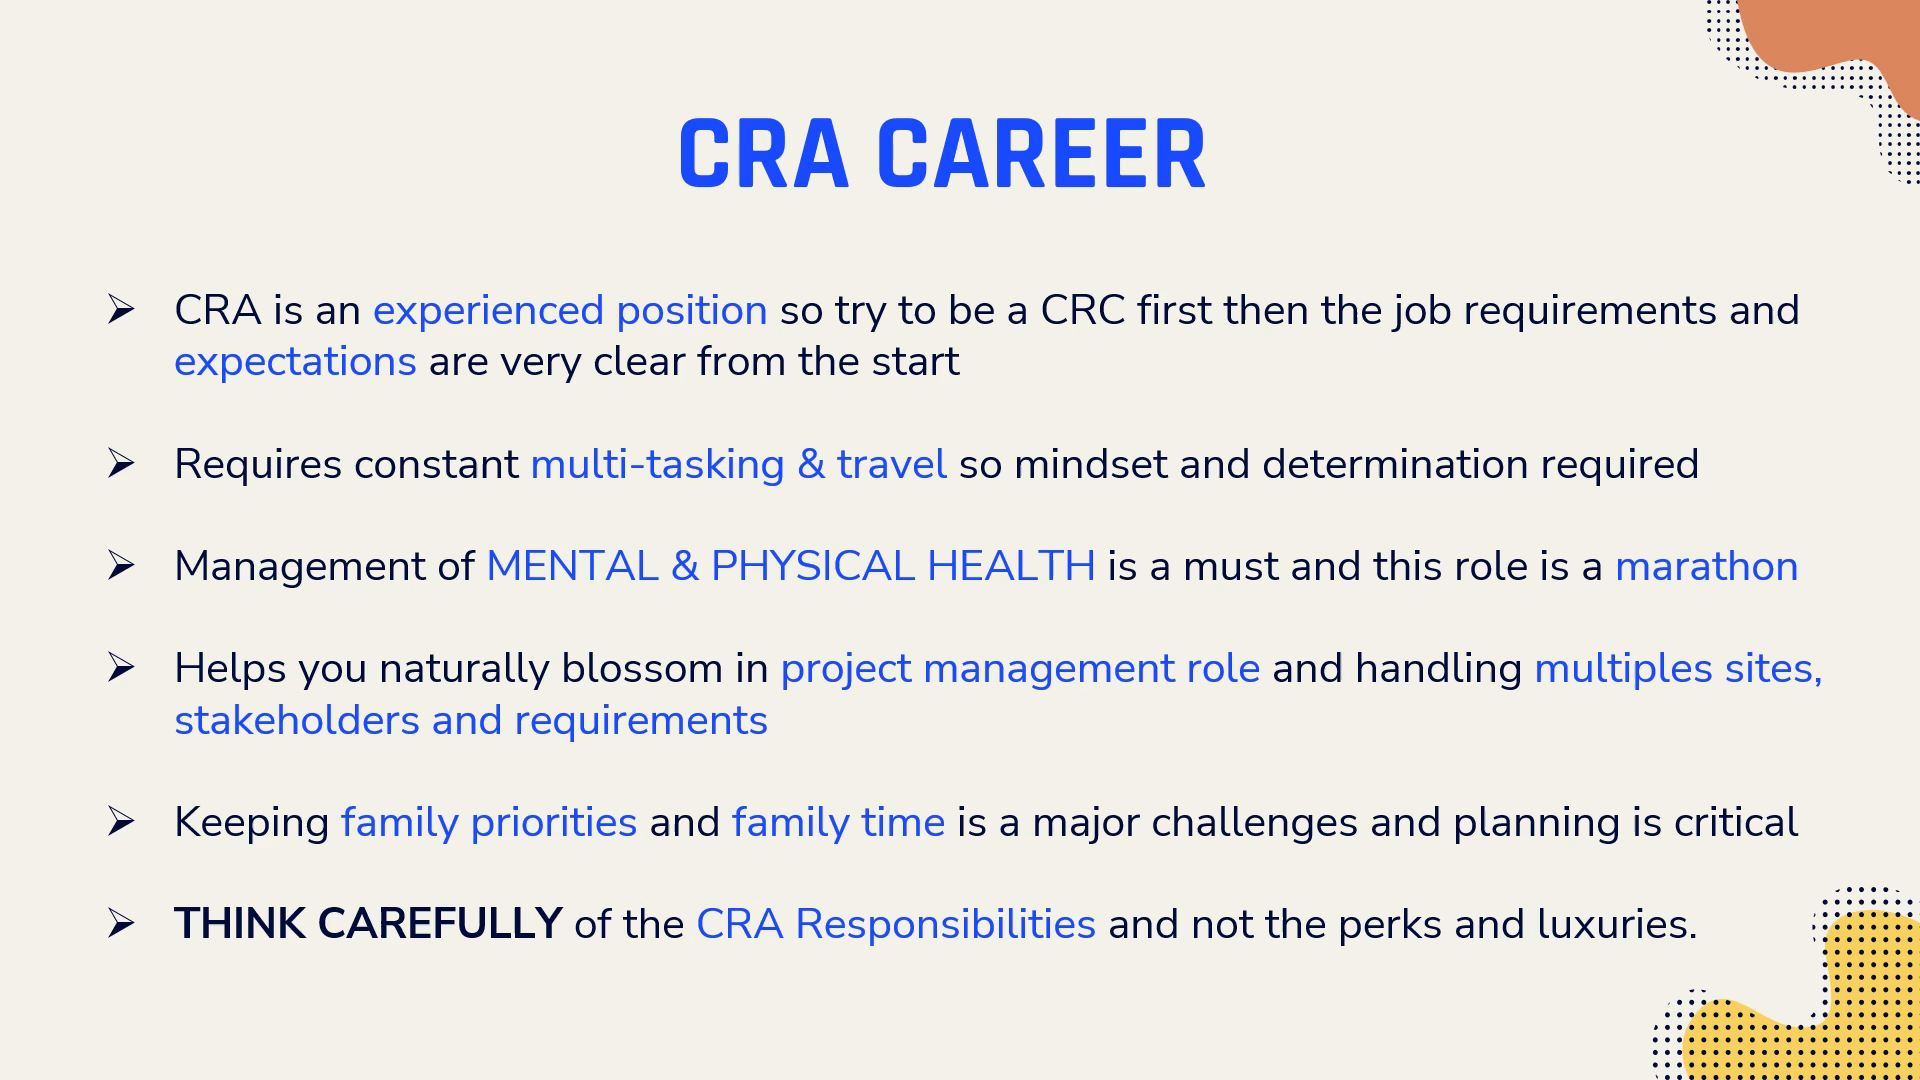 CRA CAREER
➢ CRA is an experienced position so try to be a CRC first then the job requirements and
expectations are very clear from the start
➢ Requires constant multi-tasking & travel so mindset and determination required
➢ Management of MENTAL & PHYSICAL HEALTH is a must and this role is a marathon
➢ Helps you naturally blossom in project management role and handling multiples sites,
stakeholders and requirements
➢ Keeping family priorities and family time is a major challenges and planning is critical
➢ THINK CAREFULLY of the CRA Responsibilities and not the perks and luxuries.